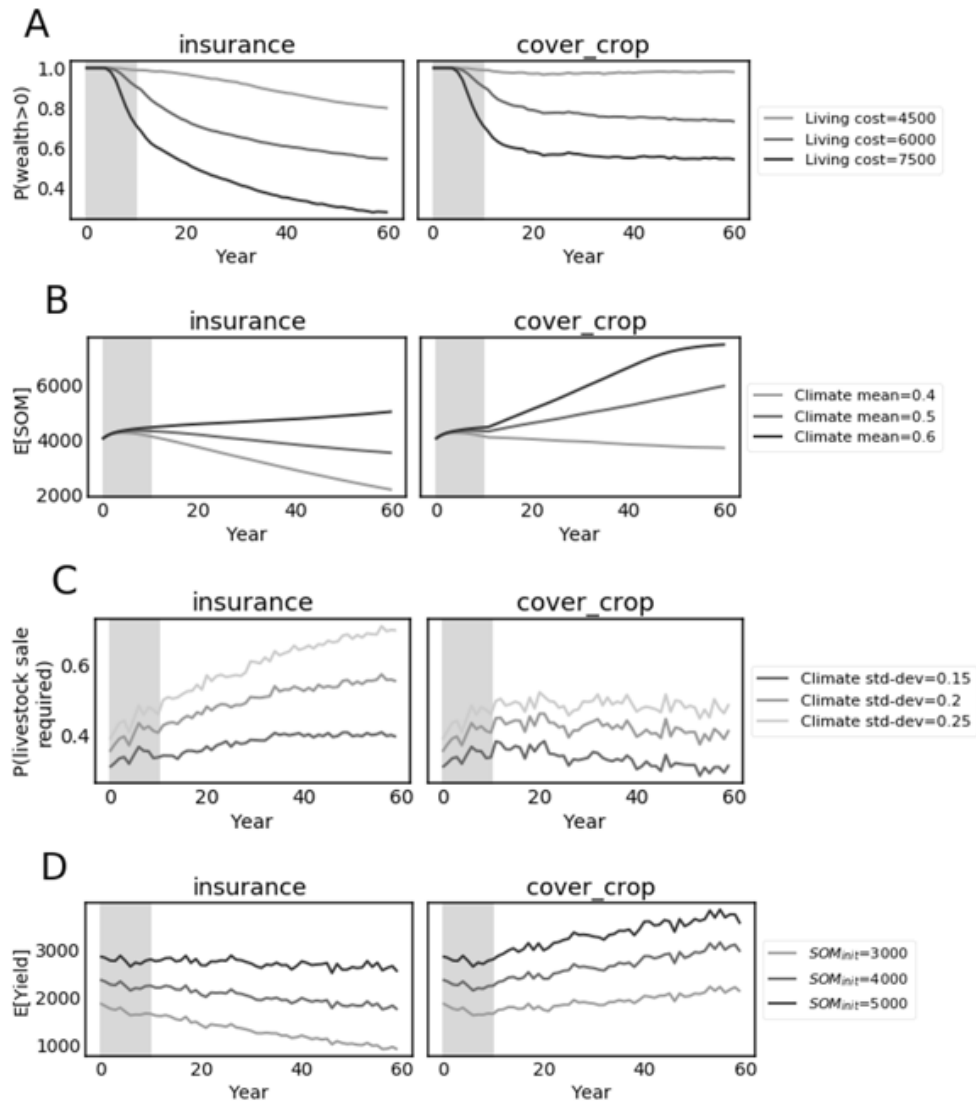 A
insurance
cover_crop
P(wealth>0)
1.0
0.8
0.6
0.4
0 20 40 60
0 20 40 60
Year
Year
Living cost=4500
Living cost=6000
Living cost=7500
B
insurance
cover_crop
E[SOM]
6000
4000
2000
0 20 40 60
0 20 40 60
Year
Year
Climate mean=0.4
Climate mean=0.5
Climate mean=0.6
C
insurance
cover_crop
P(livestock sale
required)
0.6
0.4
0 20 40 60
0 20 40 60
Year
Year
Climate std-dev=0.15
Climate std-dev=0.2
Climate std-dev=0.25
D
insurance
cover_crop
E[Yield]
3000
2000
1000
0 20 40 60
0 20 40 60
Year
Year
SOMinit=3000
SOMinit=4000
SOMinit=5000